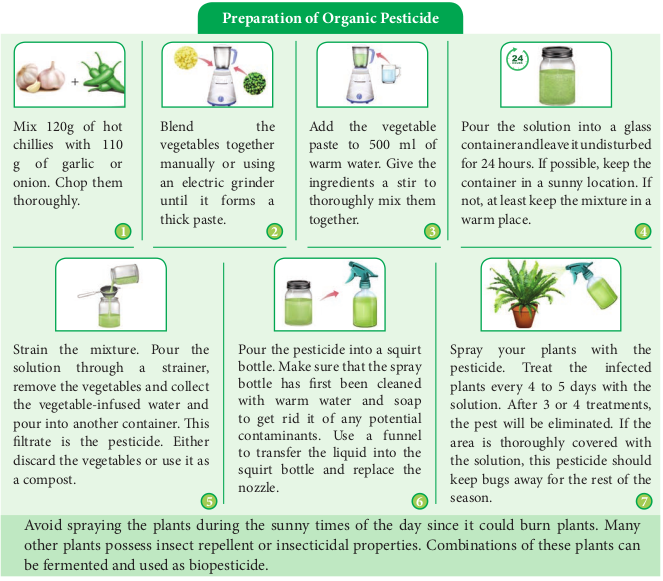 Preparation of Organic Pesticide
Mix 120g of hot
chillies with 110
g of garlic or
onion. Chop them
thoroughly.
1
Blend the
vegetables together
manually or using
an electric grinder
until it forms a
thick paste.
2
Add the vegetable
paste to 500 ml of
warm water. Give the
ingredients a stir to
thoroughly mix them
together.
3
24
Pour the solution into a glass
container and leave it undisturbed
for 24 hours. If possible, keep the
container in a sunny location. If
not, at least keep the mixture in a
warm place.
4
Strain the mixture. Pour the
solution through a strainer,
remove the vegetables and collect
the vegetable-infused water and
pour into another container. This
filtrate is the pesticide. Either
discard the vegetables or use it as
a compost.
5
Pour the pesticide into a squirt
bottle. Make sure that the spray
bottle has first been cleaned
with warm water and soap
to get rid it of any potential
contaminants. Use a funnel
to transfer the liquid into the
squirt bottle and replace the
nozzle.
6
Spray your plants with the
pesticide. Treat the infected
plants every 4 to 5 days with the
solution. After 3 or 4 treatments,
the pest will be eliminated. If the
area is thoroughly covered with
the solution, this pesticide should
keep bugs away for the rest of the
season.
7
Avoid spraying the plants during the sunny times of the day since it could burn plants. Many
other plants possess insect repellent or insecticidal properties. Combinations of these plants can
be fermented and used as biopesticide.